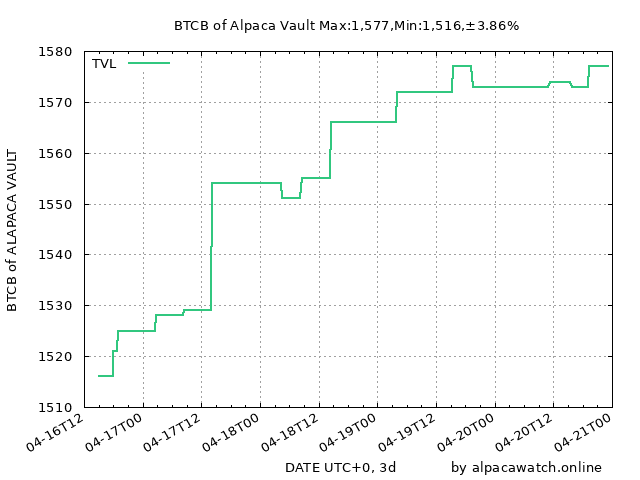 BTCB of Alpaca Vault Max:1,577,Min:1,516,±3.86%
TVL
1580
1570
1560
1550
1540
1530
1520
1510
BTCB of ALAPACA VAULT
04-16T12
04-17T00
04-17T12
04-18T00
04-18T12
04-19T00
04-19T12
04-20T00
04-20T12
04-21T00
DATE UTC+0, 3d
by alpacawatch.online